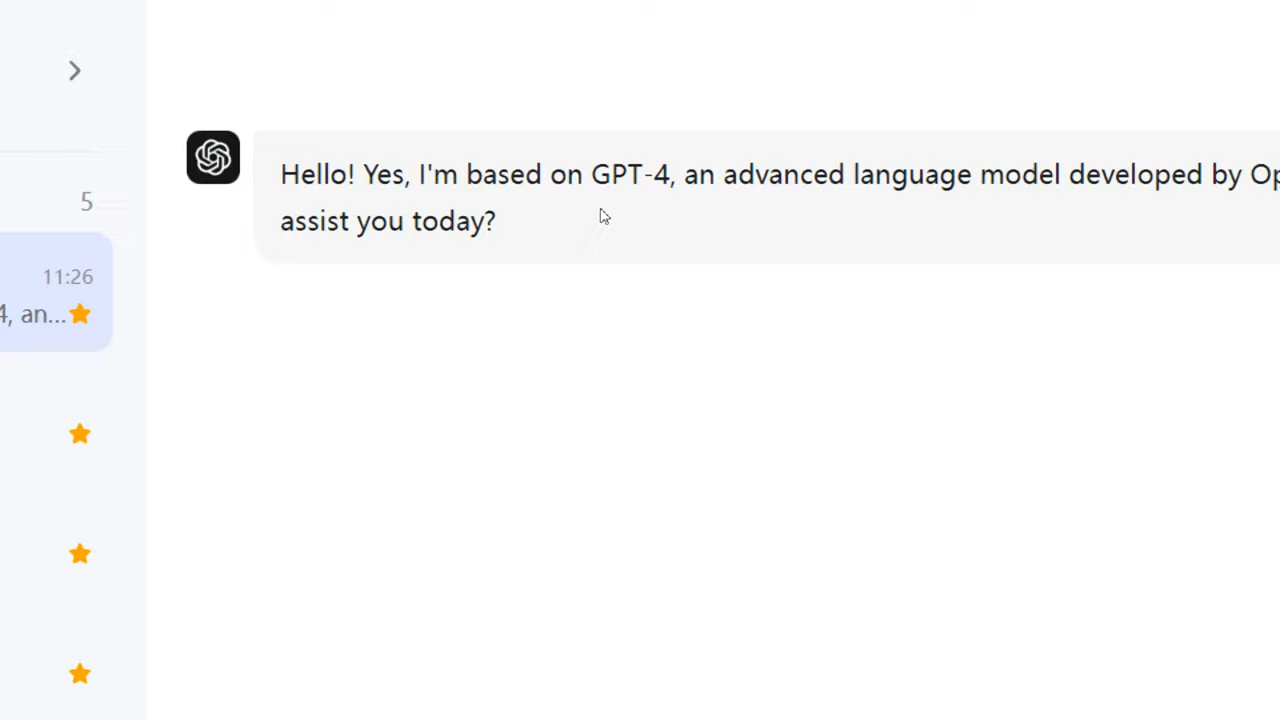 5
11:26
4, an...
Hello! Yes, I'm based on GPT-4, an advanced language model developed by Op
assist you today?